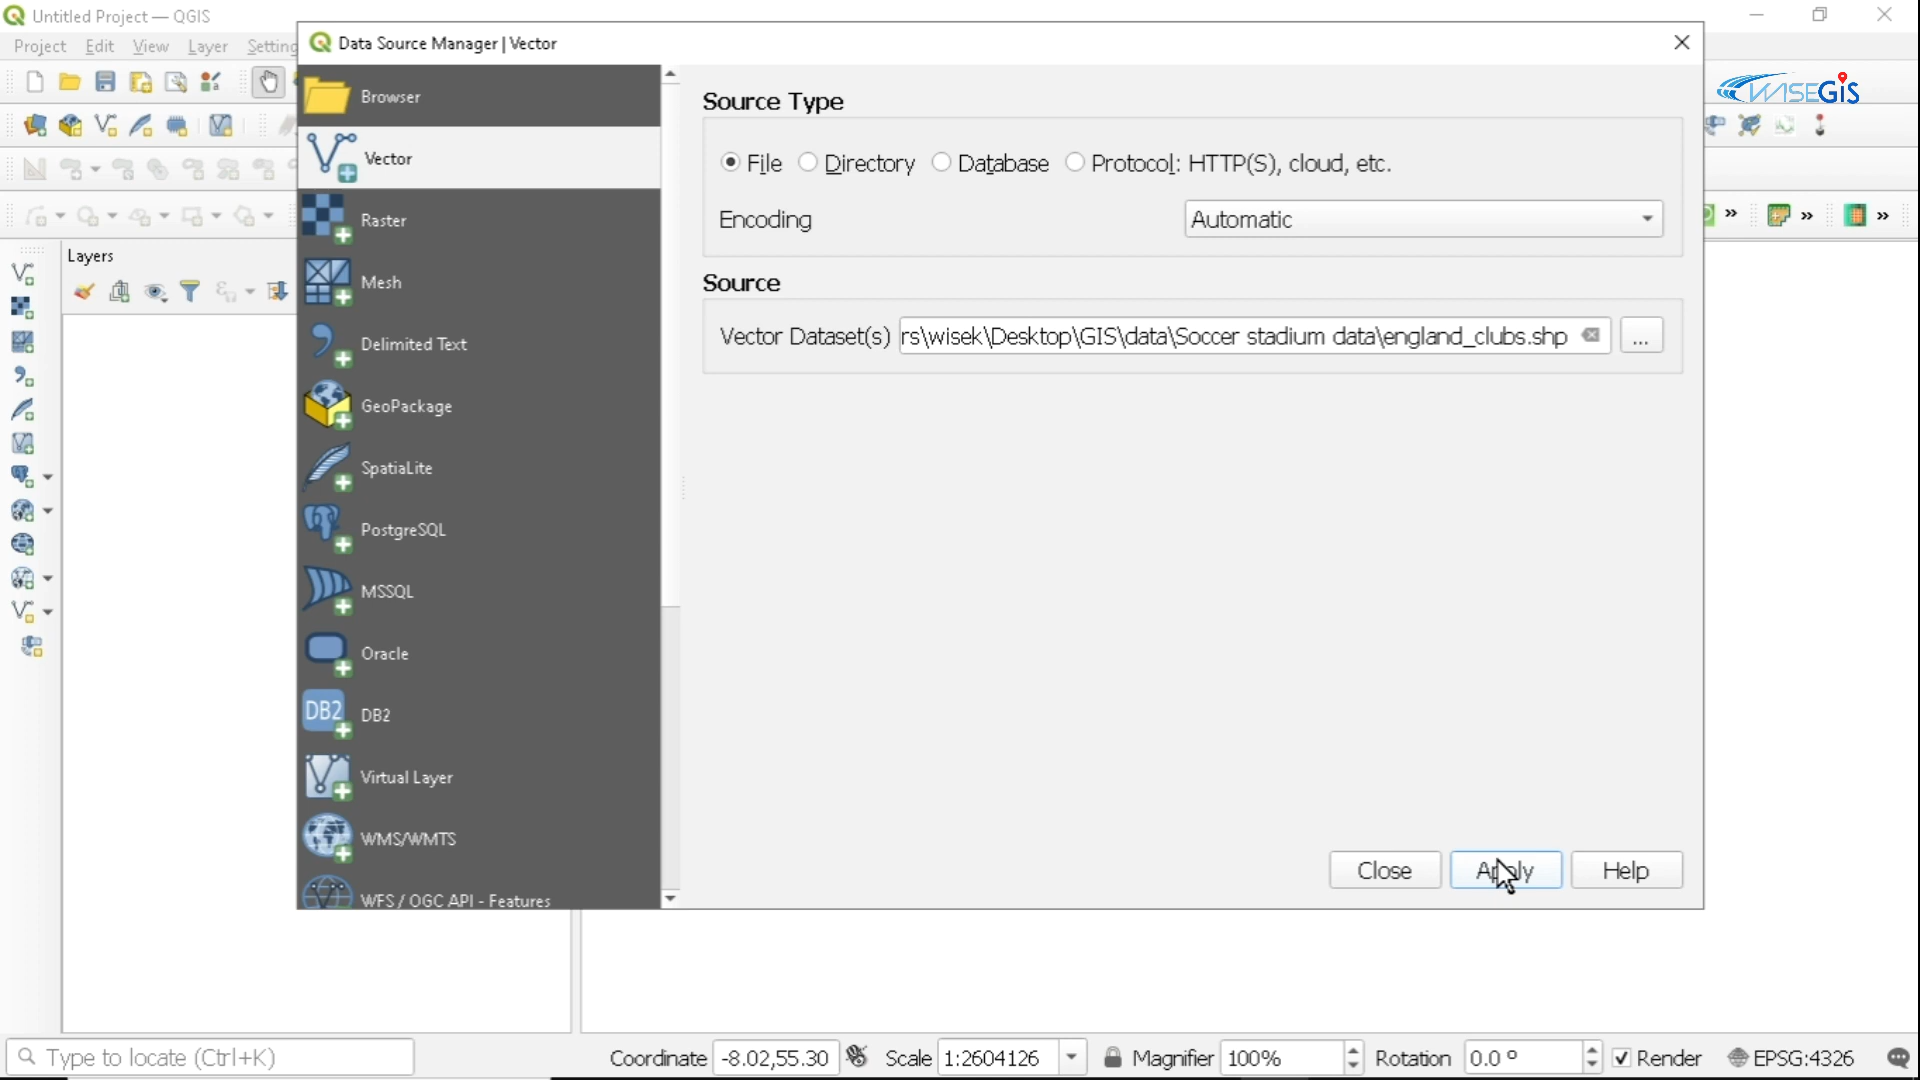 Untitled Project — QGIS
Project Edit View Layer Setting
Data Source Manager | Vector
WISEGIS
Browser
Vector
Raster
Mesh
Delimited Text
GeoPackage
SpatiaLite
PostgreSQL
MSSQL
Oracle
DB2
DB2
Virtual Layer
WMS/WMTS
WFS / OGC API - Features
Source Type
File Directory Database Protocol: HTTP(S), cloud, etc.
Encoding Automatic
Source
Vector Dataset(s) rs\wisek\Desktop\GIS\data\Soccer stadium data\england_clubs.shp ...
Close Apply Help
Layers
Type to locate (Ctrl+K) Coordinate -8.02,55.30 Scale 1:2604126 Magnifier 100% Rotation 0.0 ° Render EPSG:4326